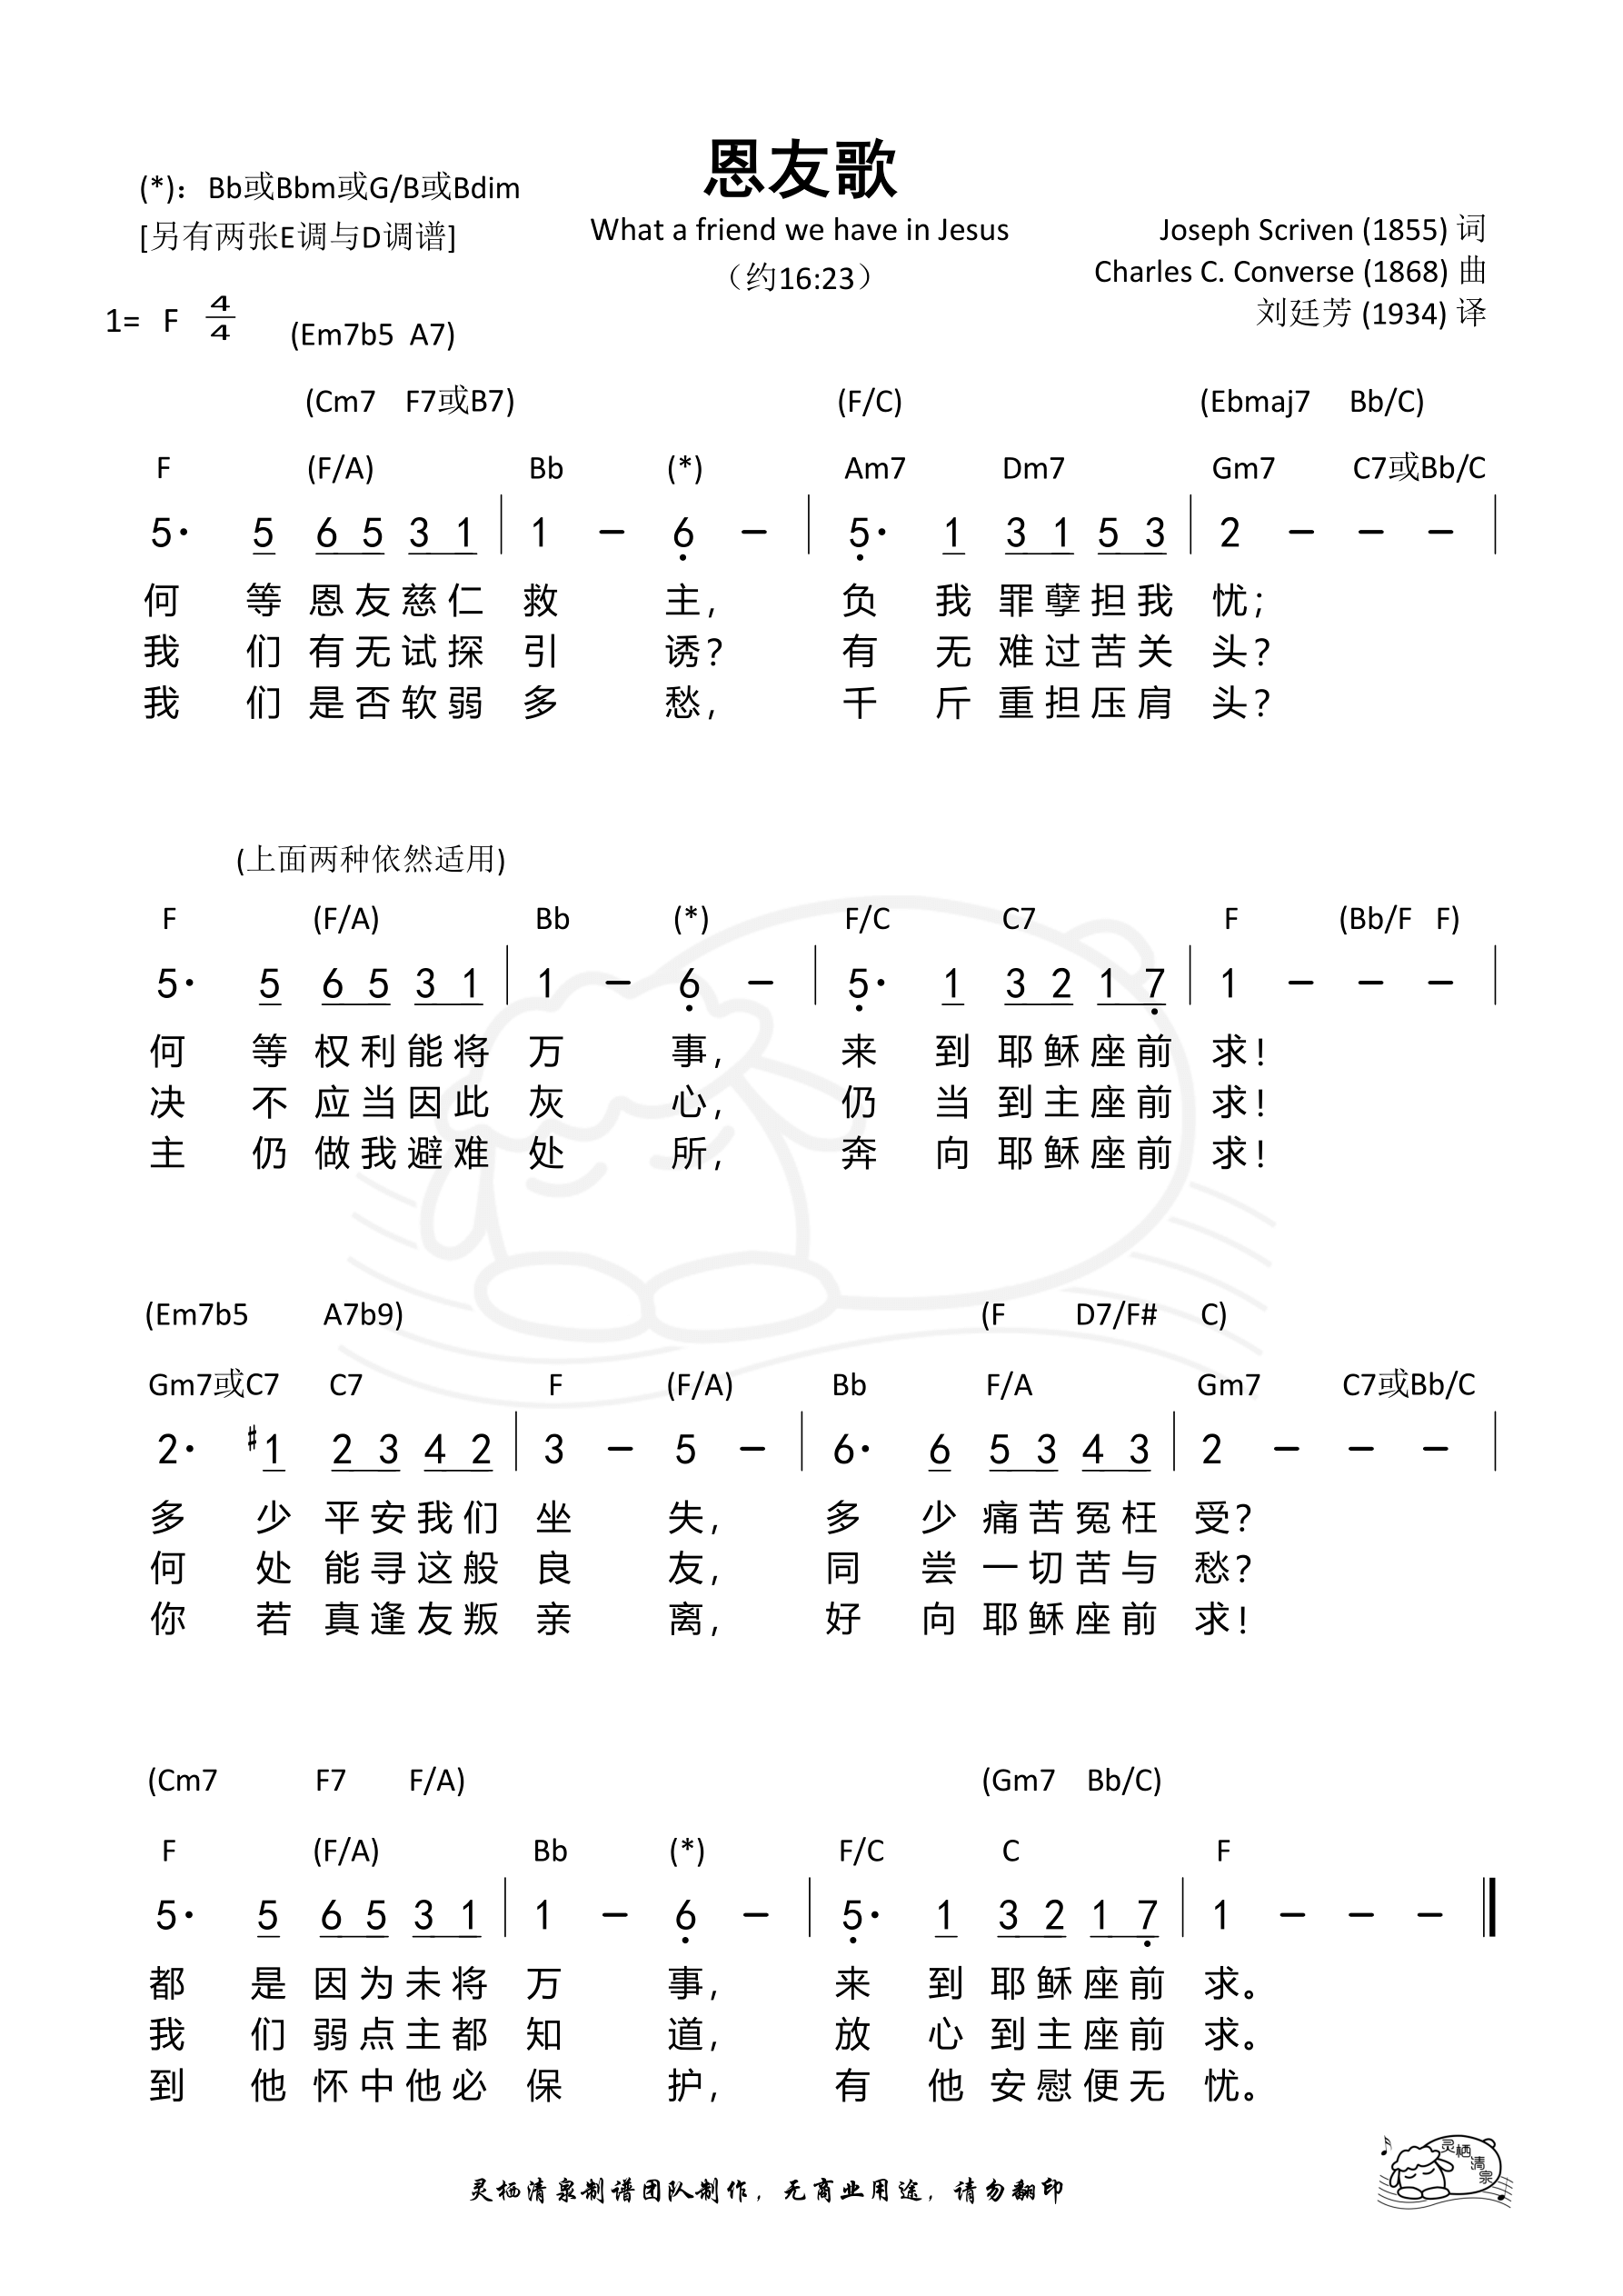 恩友歌
(*): Bb或Bbm或G/B或Bdim
[另有两张E调与D调谱]
What a friend we have in Jesus
（约16:23）
Joseph Scriven (1855) 词
Charles C. Converse (1868) 曲
刘廷芳 (1934) 译
1= F 4/4
(Em7b5 A7)
(Cm7 F7或B7) (F/C) (Ebmaj7 Bb/C)
F (F/A) Bb (*) Am7 Dm7 Gm7 C7或Bb/C
5· 5 6 5 3 1 | 1 – 6̣ – | 5̣· 1 3 1 5 3 | 2 – – – |
何 等 恩 友 慈 仁 救 主, 负 我 罪 孽 担 我 忧;
我 们 有 无 试 探 引 诱? 有 无 难 过 苦 关 头?
我 们 是 否 软 弱 多 愁, 千 斤 重 担 压 肩 头?
(上面两种依然适用)
F (F/A) Bb (*) F/C C7 F (Bb/F F)
5· 5 6 5 3 1 | 1 – 6̣ – | 5̣· 1 3 2 1 7̣ | 1 – – – |
何 等 权 利 能 将 万 事, 来 到 耶 稣 座 前 求!
决 不 应 当 因 此 灰 心, 仍 当 到 主 座 前 求!
主 仍 做 我 避 难 处 所, 奔 向 耶 稣 座 前 求!
(Em7b5 A7b9) (F D7/F# C)
Gm7或C7 C7 F (F/A) Bb F/A Gm7 C7或Bb/C
2· #1 2 3 4 2 | 3 – 5 – | 6· 6 5 3 4 3 | 2 – – – |
多 少 平 安 我 们 坐 失, 多 少 痛 苦 冤 枉 受?
何 处 能 寻 这 般 良 友, 同 尝 一 切 苦 与 愁?
你 若 真 逢 友 叛 亲 离, 好 向 耶 稣 座 前 求!
(Cm7 F7 F/A) (Gm7 Bb/C)
F (F/A) Bb (*) F/C C F
5· 5 6 5 3 1 | 1 – 6̣ – | 5̣· 1 3 2 1 7̣ | 1 – – – ‖
都 是 因 为 未 将 万 事, 来 到 耶 稣 座 前 求。
我 们 弱 点 主 都 知 道, 放 心 到 主 座 前 求。
到 他 怀 中 他 必 保 护, 有 他 安 慰 便 无 忧。
灵栖清泉制谱团队制作，无商业用途，请勿翻印
灵栖清泉